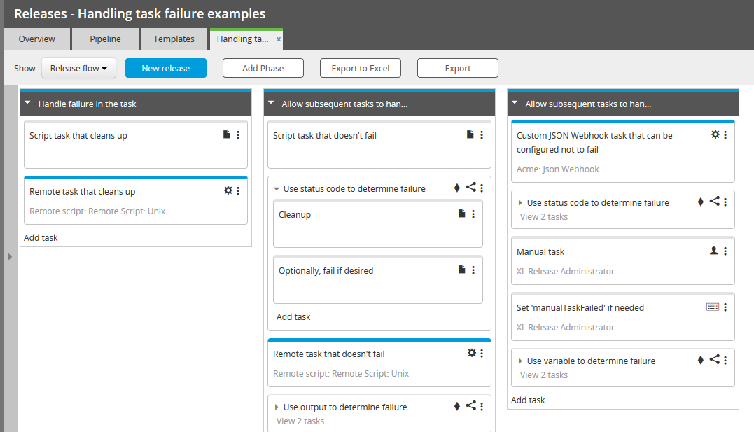 Releases - Handling task failure examples
Overview
Pipeline
Templates
Handling ta... ×
Show
Release flow
New release
Add Phase
Export to Excel
Export
Handle failure in the task
Script task that cleans up
Remote task that cleans up
Remote script: Remote Script: Unix
Add task
Allow subsequent tasks to han...
Script task that doesn't fail
Use status code to determine failure
Cleanup
Optionally, fail if desired
Add task
Remote task that doesn't fail
Remote script: Remote Script: Unix
Use output to determine failure
View 2 tasks
Allow subsequent tasks to han...
Custom JSON Webhook task that can be
configured not to fail
Acme: Json Webhook
Use status code to determine failure
View 2 tasks
Manual task
XL Release Administrator
Set 'manualTaskFailed' if needed
XL Release Administrator
Use variable to determine failure
View 2 tasks
Add task